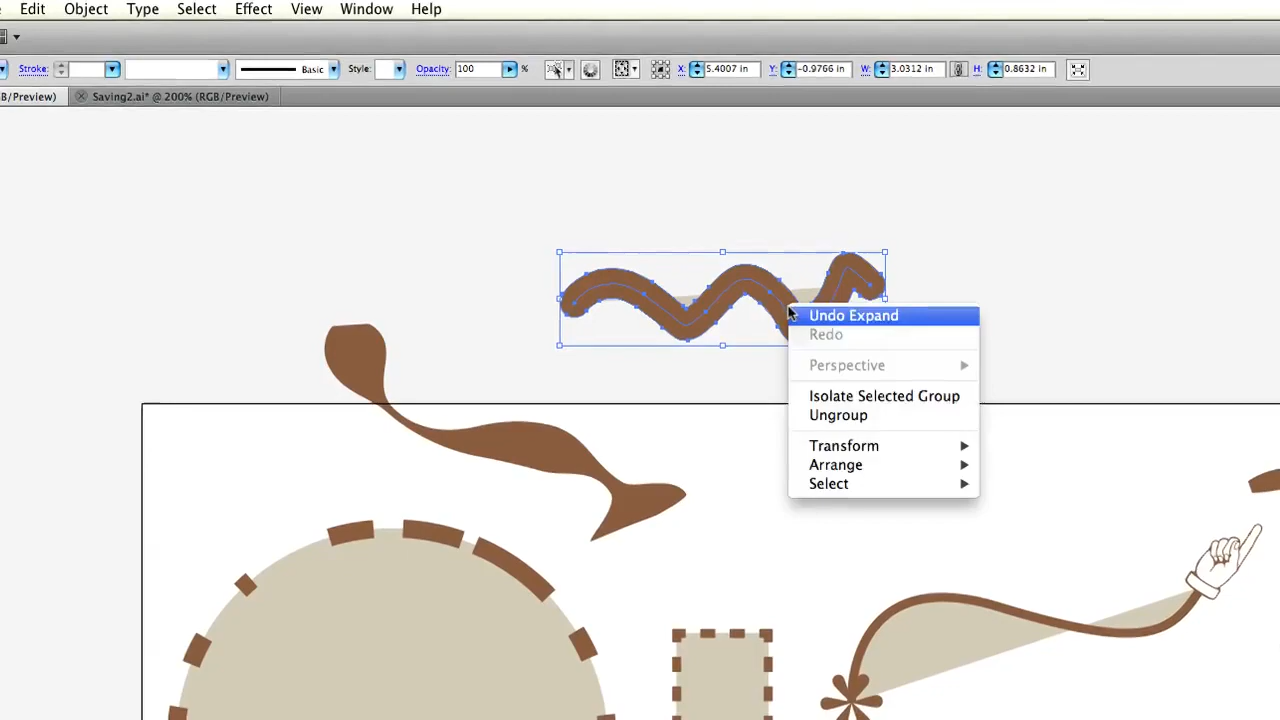 Edit Object Type Select Effect View Window Help
Stroke: Basic Style: Opacity: 100 % X: 5.4007 in Y: -0.9766 in W: 3.0312 in H: 0.8632 in
B/Preview) Saving2.ai* @ 200% (RGB/Preview)
Undo Expand
Redo
Perspective
Isolate Selected Group
Ungroup
Transform
Arrange
Select